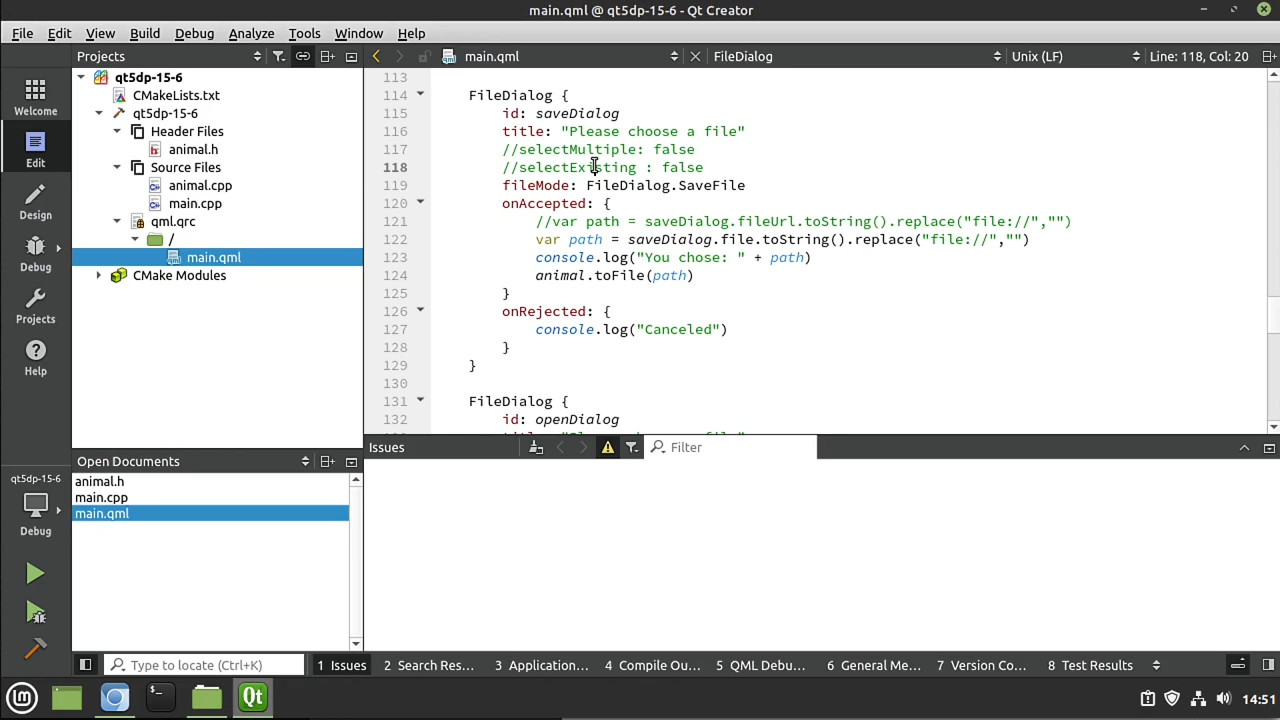 main.qml @ qt5dp-15-6 - Qt Creator
File Edit View Build Debug Analyze Tools Window Help
Projects main.qml FileDialog Unix (LF) Line: 118, Col: 20
Welcome
Edit
Design
Debug
Projects
Help
qt5dp-15-6
Debug
qt5dp-15-6
CMakeLists.txt
qt5dp-15-6
Header Files
animal.h
Source Files
animal.cpp
main.cpp
qml.qrc
/
main.qml
CMake Modules
Open Documents
animal.h
main.cpp
main.qml
113
114 FileDialog {
115 id: saveDialog
116 title: "Please choose a file"
117 //selectMultiple: false
118 //selectExisting : false
119 fileMode: FileDialog.SaveFile
120 onAccepted: {
121 //var path = saveDialog.fileUrl.toString().replace("file://","")
122 var path = saveDialog.file.toString().replace("file://","")
123 console.log("You chose: " + path)
124 animal.toFile(path)
125 }
126 onRejected: {
127 console.log("Canceled")
128 }
129 }
130
131 FileDialog {
132 id: openDialog
Issues Filter
Type to locate (Ctrl+K) 1 Issues 2 Search Res... 3 Application... 4 Compile Ou... 5 QML Debu... 6 General Me... 7 Version Co... 8 Test Results
14:51